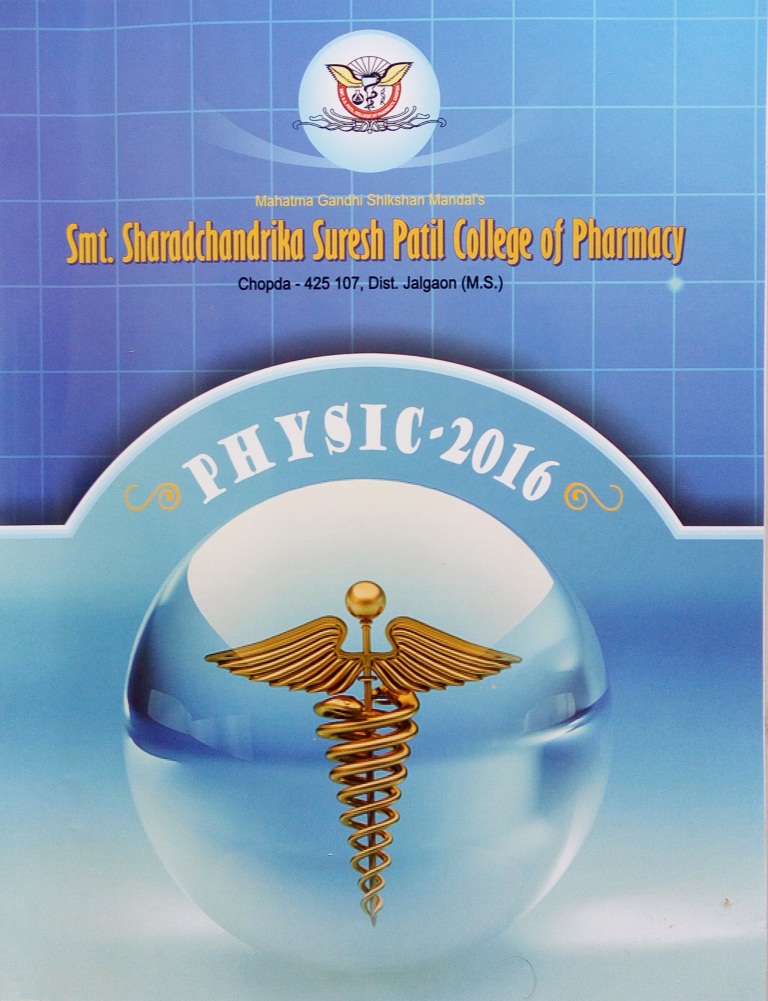 Mahatma Gandhi Shikshan Mandal's
Smt. Sharadchandrika Suresh Patil College of Pharmacy
Chopda - 425 107, Dist. Jalgaon (M.S.)
PHYSIC-2016